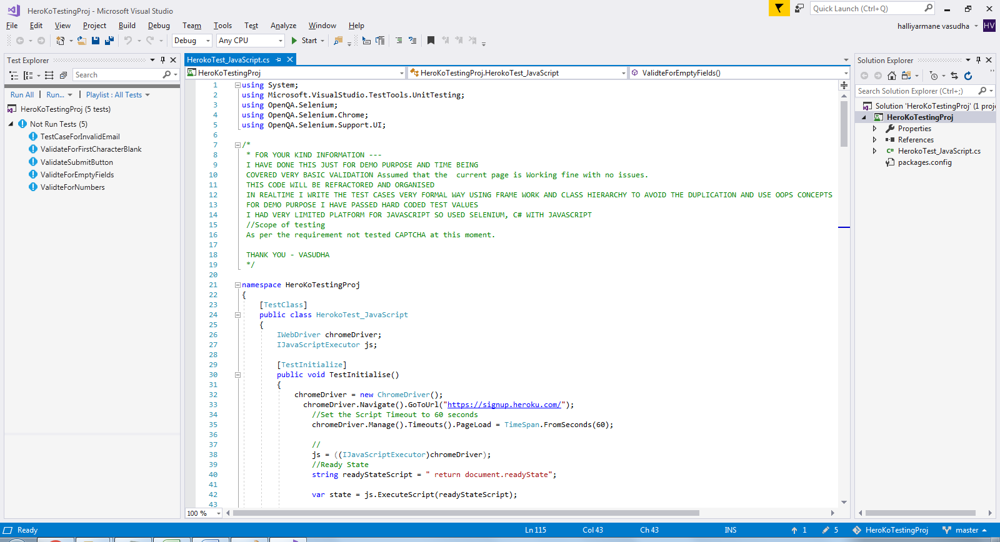 HeroKoTestingProj - Microsoft Visual Studio
Quick Launch (Ctrl+Q)
File Edit View Project Build Debug Team Tools Test Analyze Window Help
halliyarmane vasudha HV
Debug Any CPU Start
Test Explorer
Search
Run All | Run... | Playlist : All Tests
HeroKoTestingProj (5 tests)
Not Run Tests (5)
TestCaseForInvalidEmail
ValidateForFirstCharacterBlank
ValidateSubmitButton
ValidteForEmptyFields
ValidteForNumbers
HerokoTest_JavaScript.cs
HeroKoTestingProj HeroKoTestingProj.HerokoTest_JavaScript ValidteForEmptyFields()
1 using System;
2 using Microsoft.VisualStudio.TestTools.UnitTesting;
3 using OpenQA.Selenium;
4 using OpenQA.Selenium.Chrome;
5 using OpenQA.Selenium.Support.UI;
6
7 /*
8 * FOR YOUR KIND INFORMATION ---
9 I HAVE DONE THIS JUST FOR DEMO PURPOSE AND TIME BEING
10 COVERED VERY BASIC VALIDATION Assumed that the  current page is Working fine with no issues.
11 THIS CODE WILL BE REFRACTORED AND ORGANISED
12 IN REALTIME I WRITE THE TEST CASES VERY FORMAL WAY USING FRAME WORK AND CLASS HIERARCHY TO AVOID THE DUPLICATION AND USE OOPS CONCEPTS
13 FOR DEMO PURPOSE I HAVE PASSED HARD CODED TEST VALUES
14 I HAD VERY LIMITED PLATFORM FOR JAVASCRIPT SO USED SELENIUM, C# WITH JAVASCRIPT
15 //Scope of testing
16 As per the requirement not tested CAPTCHA at this moment.
17
18 THANK YOU - VASUDHA
19 */
20
21 namespace HeroKoTestingProj
22 {
23 [TestClass]
24 public class HerokoTest_JavaScript
25 {
26 IWebDriver chromeDriver;
27 IJavaScriptExecutor js;
28
29 [TestInitialize]
30 public void TestInitialise()
31 {
32 chromeDriver = new ChromeDriver();
33 chromeDriver.Navigate().GoToUrl("https://signup.heroku.com/");
34 //Set the Script Timeout to 60 seconds
35 chromeDriver.Manage().Timeouts().PageLoad = TimeSpan.FromSeconds(60);
36
37 //
38 js = ((IJavaScriptExecutor)chromeDriver);
39 //Ready State
40 string readyStateScript = " return document.readyState";
41
42 var state = js.ExecuteScript(readyStateScript);
43
100 %
Solution Explorer
Search Solution Explorer (Ctrl+;)
Solution 'HeroKoTestingProj' (1 proje
HeroKoTestingProj
Properties
References
C# HerokoTest_JavaScript.cs
packages.config
Ready Ln 115 Col 43 Ch 43 INS 1 5 HeroKoTestingProj master